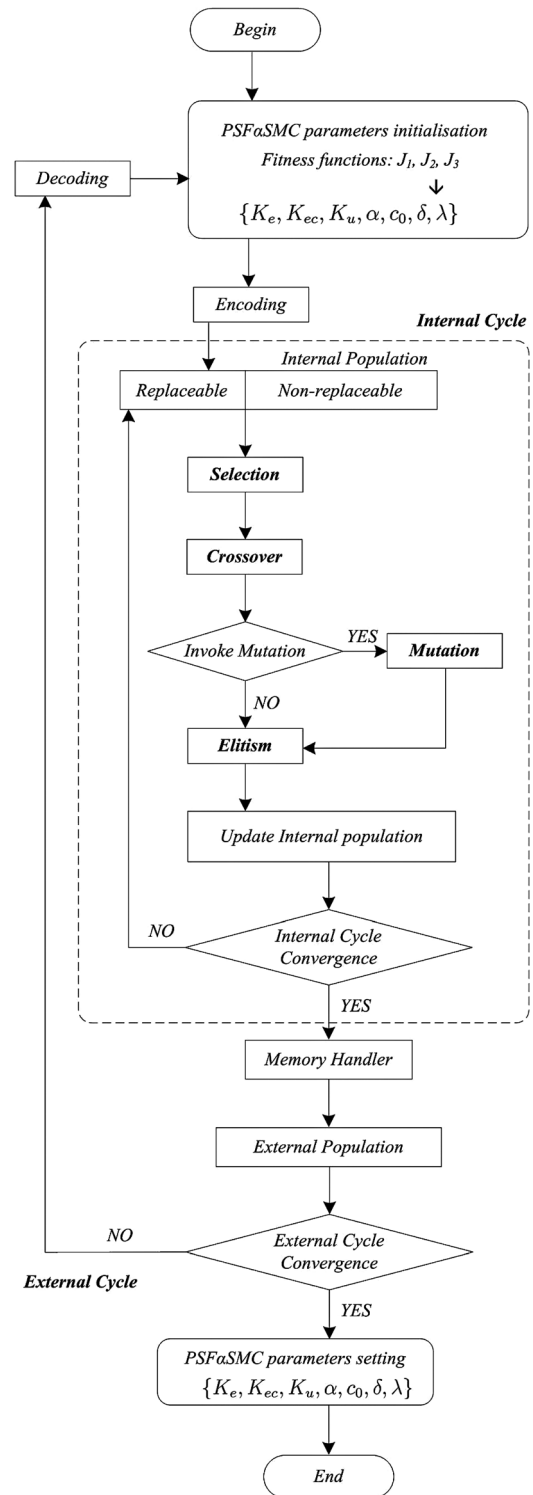 Begin
PSFαSMC parameters initialisation
Fitness functions: J₁, J₂, J₃
↓
{Kₑ, K_ec, Kᵤ, α, c₀, δ, λ}
Decoding
Encoding
Internal Cycle
Internal Population
Replaceable Non-replaceable
Selection
Crossover
Invoke Mutation
YES
Mutation
NO
Elitism
Update Internal population
NO
Internal Cycle
Convergence
YES
Memory Handler
External Population
NO
External Cycle
Convergence
External Cycle
YES
PSFαSMC parameters setting
{Kₑ, K_ec, Kᵤ, α, c₀, δ, λ}
End